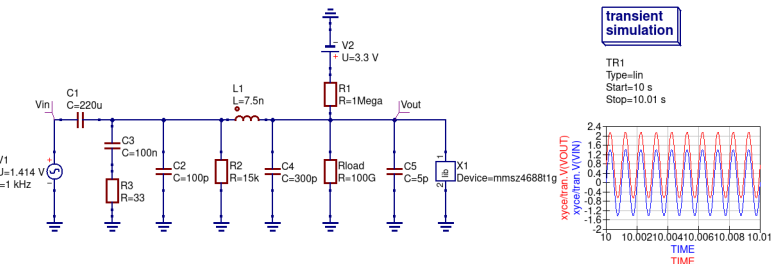 transient
simulation
TR1
Type=lin
Start=10 s
Stop=10.01 s
V2
U=3.3 V
R1
R=1Mega
C1
C=220u
Vin
L1
L=7.5n
Vout
C3
C=100n
R3
R=33
C2
C=100p
R2
R=15k
C4
C=300p
Rload
R=100G
C5
C=5p
lib
1
2
X1
Device=mmsz4688t1g
V1
U=1.414 V
=1 kHz
xyce/tran.V(VOUT)
xyce/tran.V(VIN)
2.4
1.6
1.2
0.8
0.4
0
-0.4
-0.8
-1.2
-1.6
-2
10 10.002 10.004 10.006 10.008 10.01
TIME
TIME